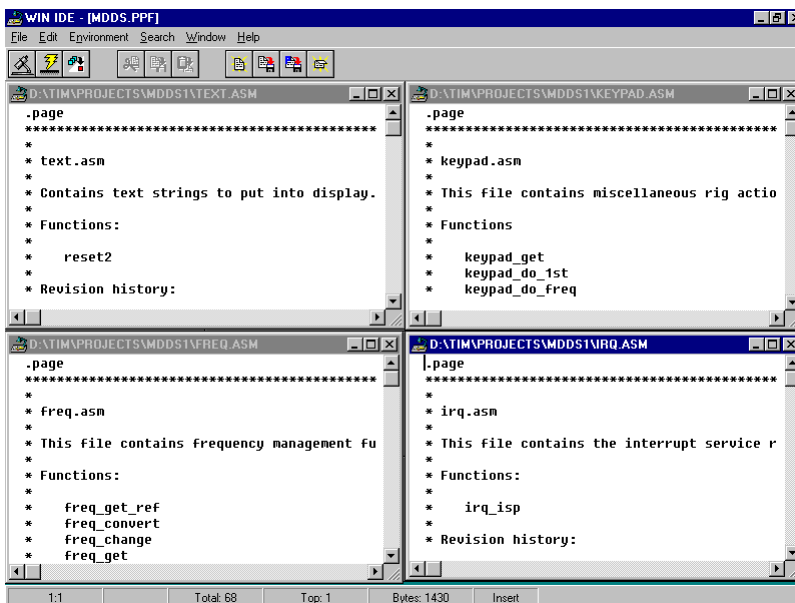 WIN IDE - [MDDS.PPF]
File Edit Environment Search Window Help
D:\TIM\PROJECTS\MDDS1\TEXT.ASM
.page
*********************************************
*
* text.asm
*
* Contains text strings to put into display.
*
* Functions:
*
* reset2
*
* Revision history:
D:\TIM\PROJECTS\MDDS1\KEYPAD.ASM
.page
*********************************************
*
* keypad.asm
*
* This file contains miscellaneous rig actio
*
* Functions
*
* keypad_get
* keypad_do_1st
* keypad_do_freq
D:\TIM\PROJECTS\MDDS1\FREQ.ASM
.page
*********************************************
*
* freq.asm
*
* This file contains frequency management fu
*
* Functions:
*
* freq_get_ref
* freq_convert
* freq_change
* freq_get
D:\TIM\PROJECTS\MDDS1\IRQ.ASM
.page
*********************************************
*
* irq.asm
*
* This file contains the interrupt service r
*
* Functions:
*
* irq_isp
*
* Revision history:
1:1 Total: 68 Top: 1 Bytes: 1430 Insert